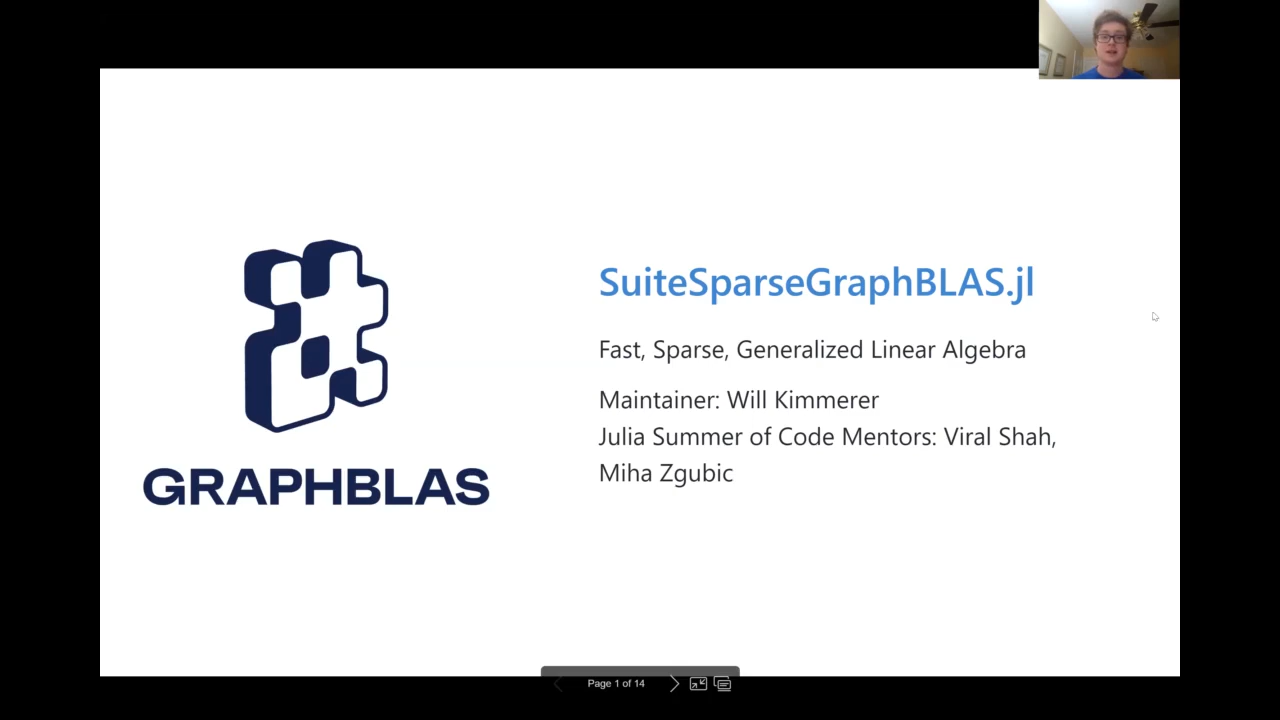 SuiteSparseGraphBLAS.jl
Fast, Sparse, Generalized Linear Algebra
Maintainer: Will Kimmerer
Julia Summer of Code Mentors: Viral Shah,
Miha Zgubic
GRAPHBLAS
Page 1 of 14